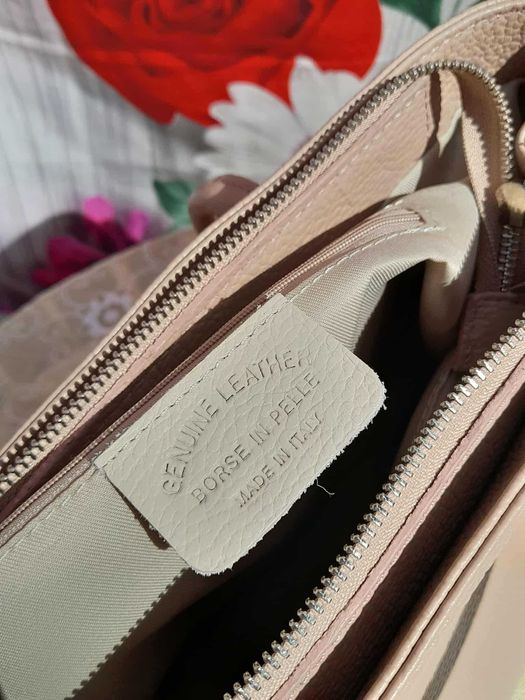 GENUINE LEATHER
BORSE IN PELLE
MADE IN ITALY